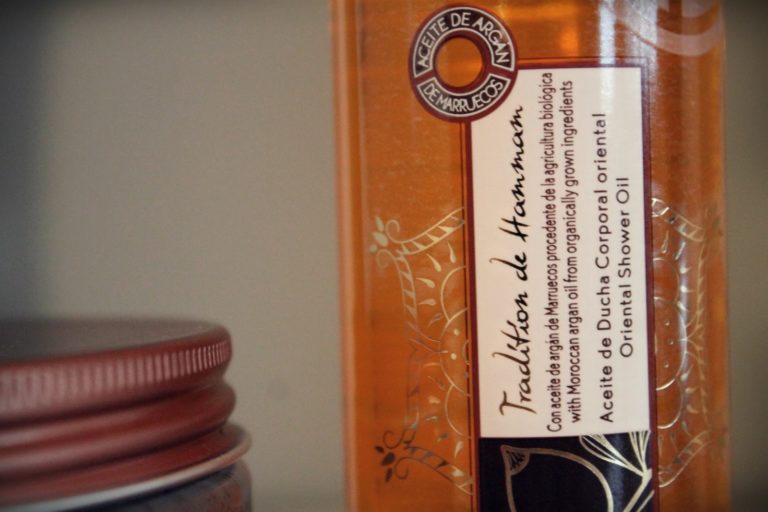 ACEITE DE ARGÁN
DE MARRUECOS
Tradition de Hammam
Con aceite de argán de Marruecos procedente de la agricultura biológica
with Moroccan argan oil from organically grown ingredients
Aceite de Ducha Corporal oriental
Oriental Shower Oil